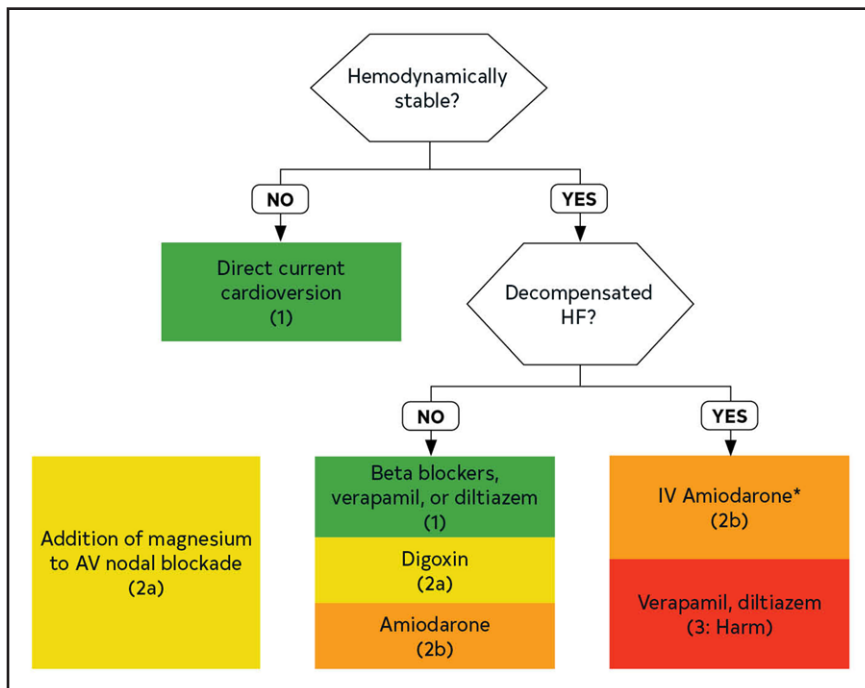 Hemodynamically
stable?
NO
YES
Direct current
cardioversion
(1)
Decompensated
HF?
NO
YES
Addition of magnesium
to AV nodal blockade
(2a)
Beta blockers,
verapamil, or diltiazem
(1)
Digoxin
(2a)
Amiodarone
(2b)
IV Amiodarone*
(2b)
Verapamil, diltiazem
(3: Harm)